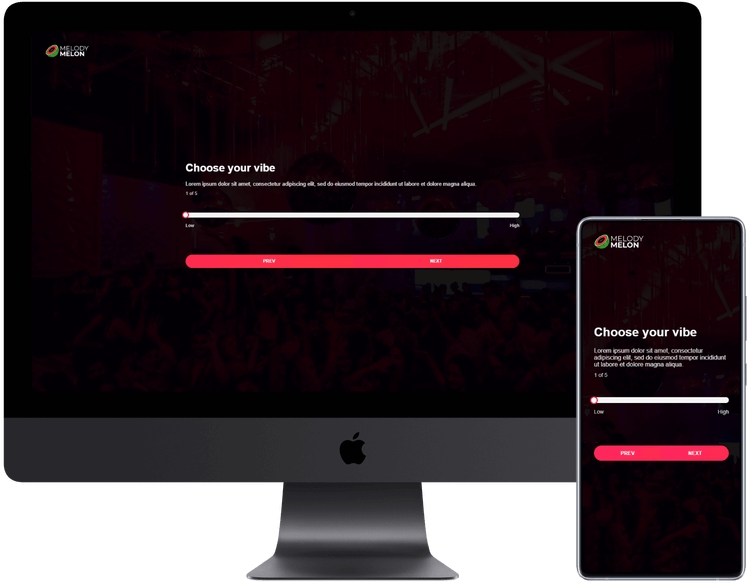 MELODY
MELON
Choose your vibe
Lorem ipsum dolor sit amet, consectetur adipiscing elit, sed do eiusmod tempor incididunt ut labore et dolore magna aliqua.
1 of 5
Low High
PREV NEXT
MELODY
MELON
Choose your vibe
Lorem ipsum dolor sit amet, consectetur
adipiscing elit, sed do eiusmod tempor incididunt
ut labore et dolore magna aliqua.
1 of 5
Low High
PREV NEXT